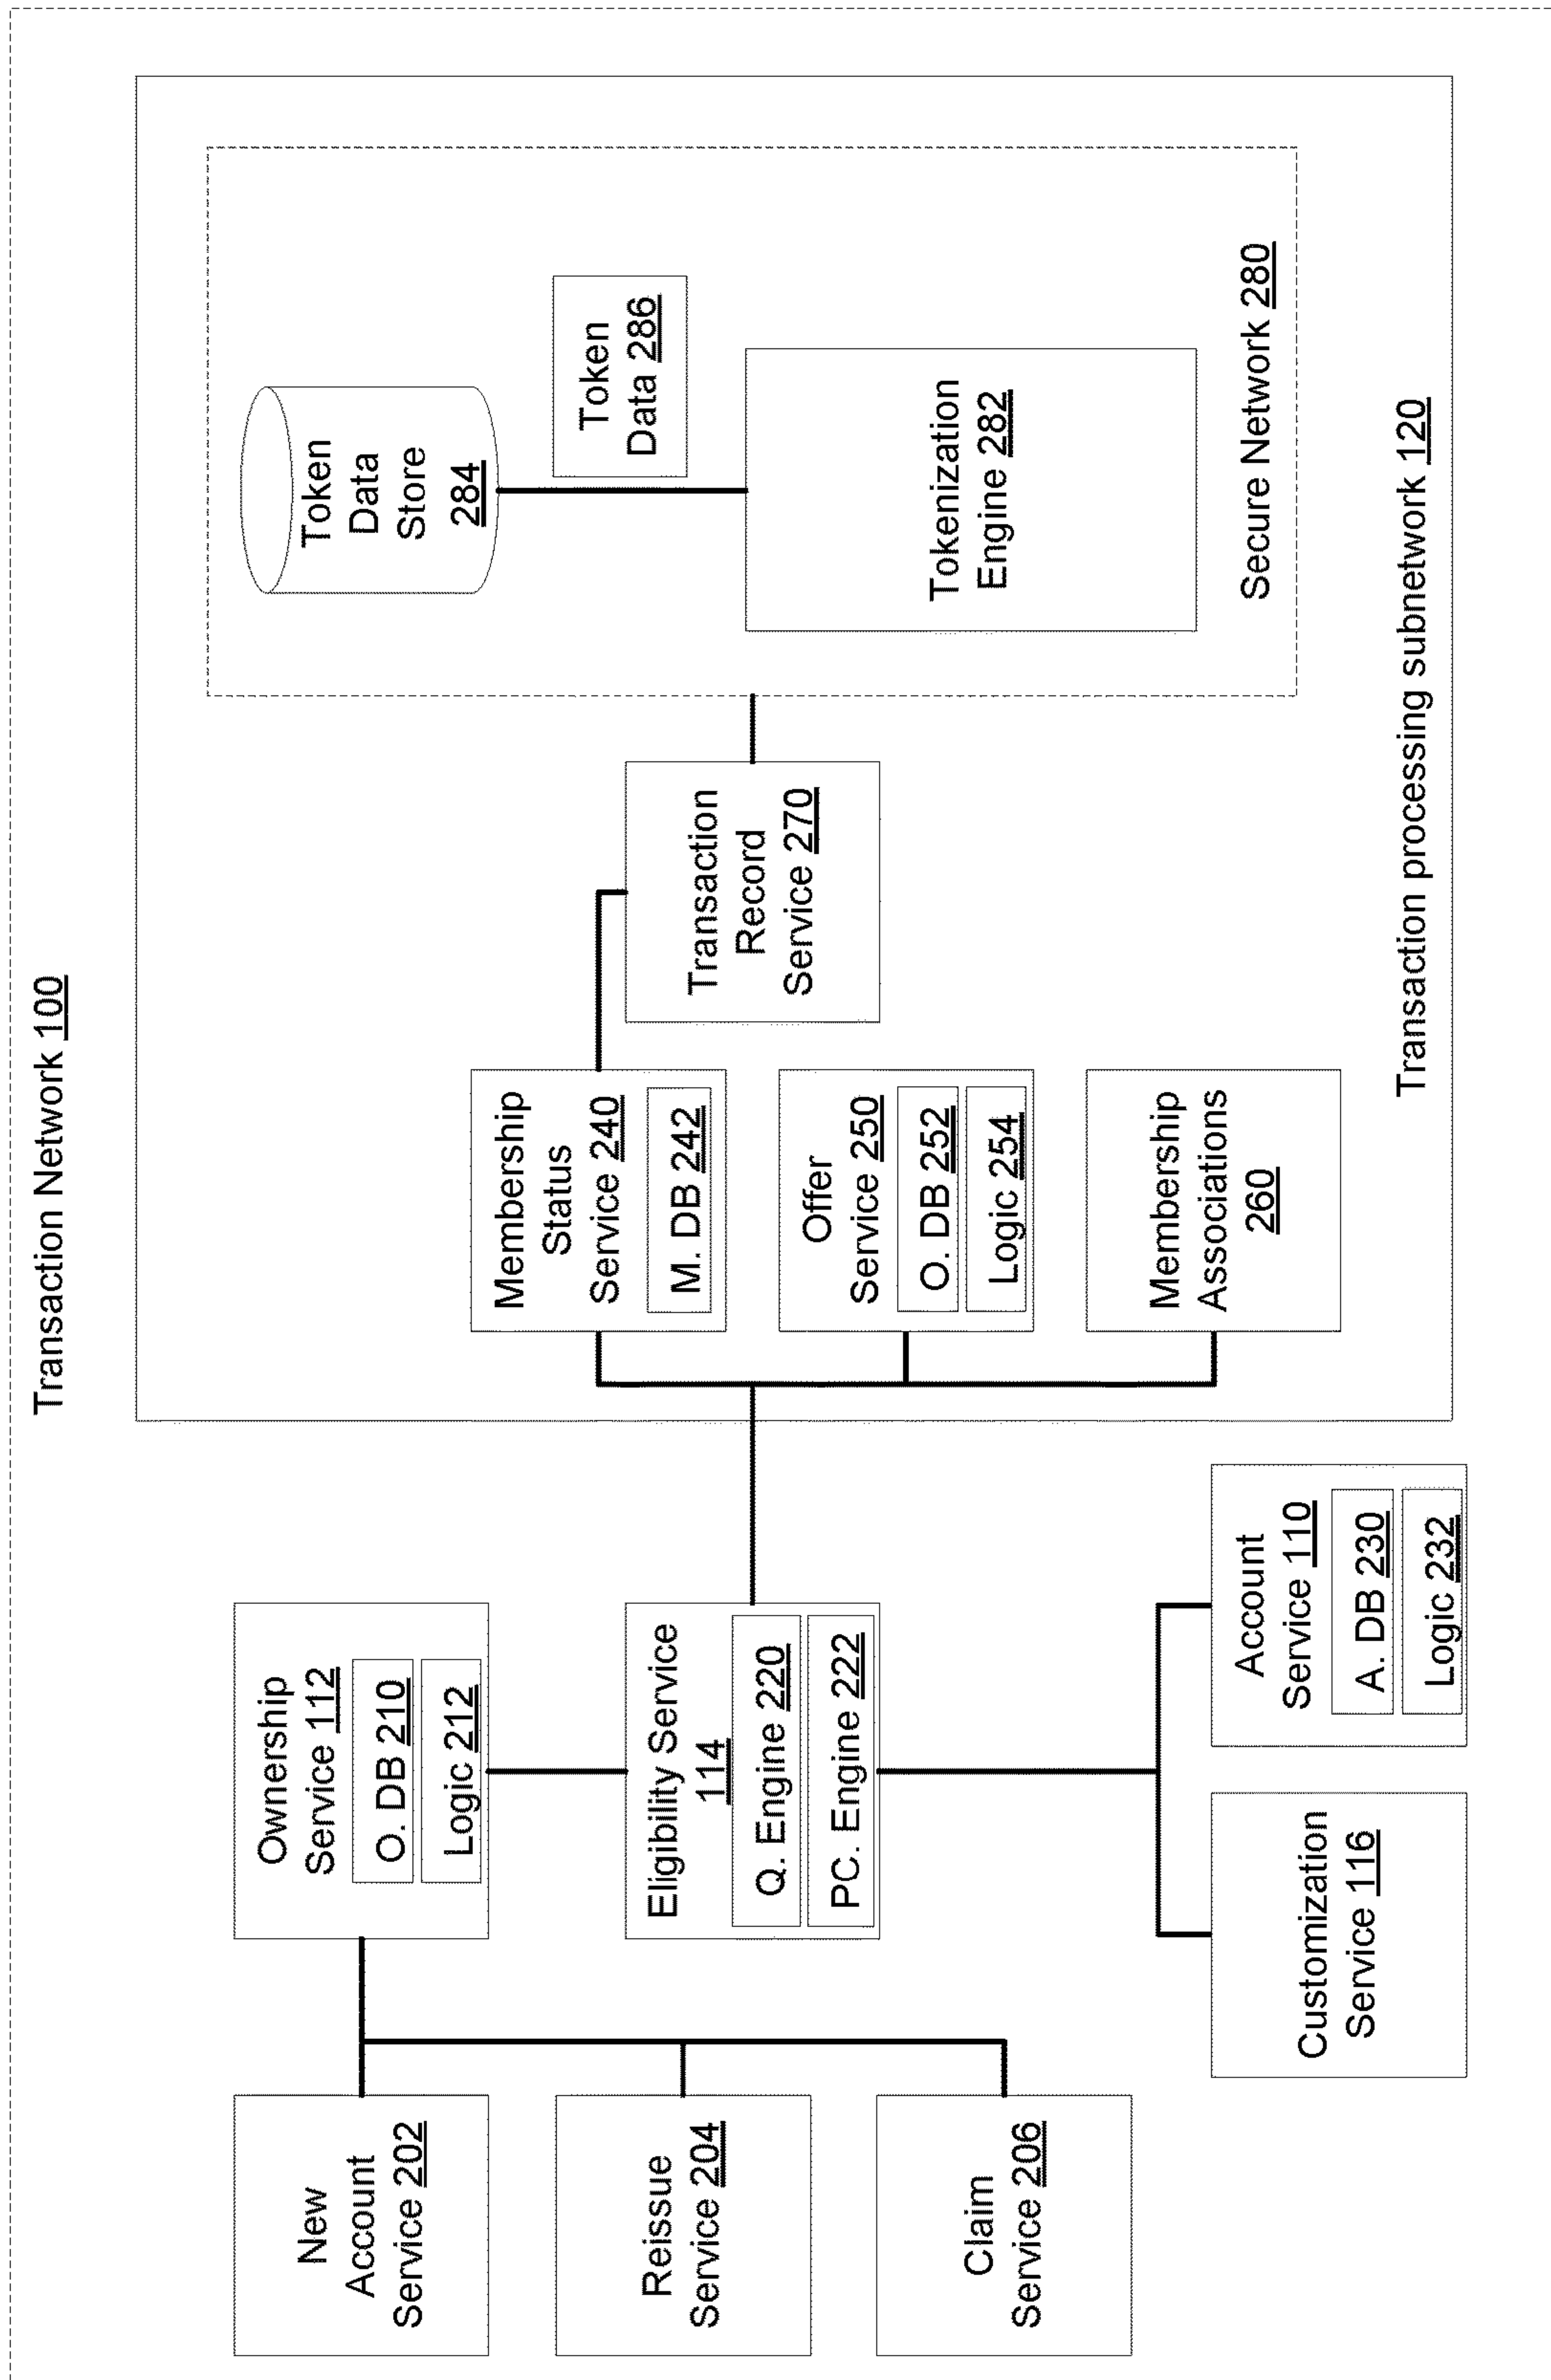 Transaction Network 100
New
Account
Service 202
Reissue
Service 204
Claim
Service 206
Ownership
Service 112
O. DB 210
Logic 212
Eligibility Service
114
Q. Engine 220
PC. Engine 222
Customization
Service 116
Account
Service 110
A. DB 230
Logic 232
Membership
Status
Service 240
M. DB 242
Offer
Service 250
O. DB 252
Logic 254
Membership
Associations
260
Transaction
Record
Service 270
Token
Data
Store
284
Token
Data 286
Tokenization
Engine 282
Secure Network 280
Transaction processing subnetwork 120